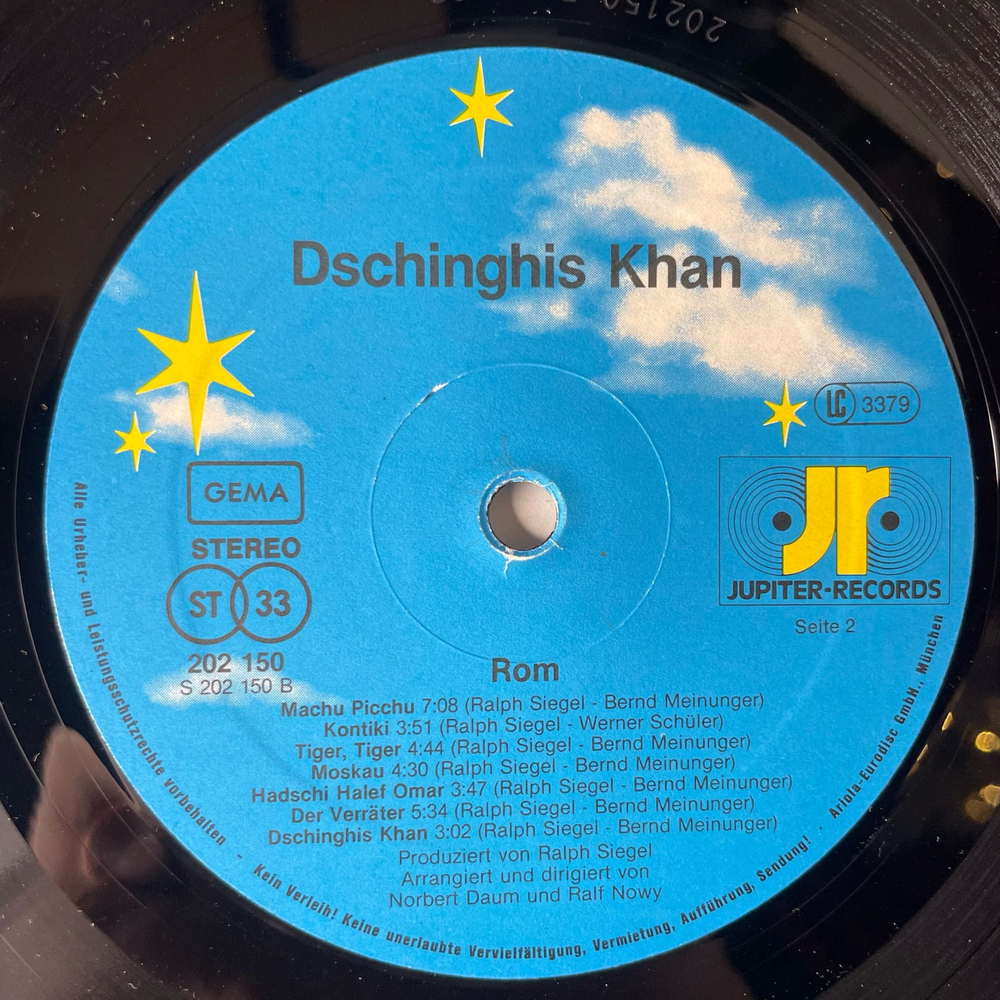 202150
Dschinghis Khan
LC 3379
GEMA
STEREO
ST 33
202 150
S 202 150 B
jr
JUPITER-RECORDS
Seite 2
Rom
Machu Picchu 7:08 (Ralph Siegel - Bernd Meinunger)
Kontiki 3:51 (Ralph Siegel - Werner Schüler)
Tiger, Tiger 4:44 (Ralph Siegel - Bernd Meinunger)
Moskau 4:30 (Ralph Siegel - Bernd Meinunger)
Hadschi Halef Omar 3:47 (Ralph Siegel - Bernd Meinunger)
Der Verräter 5:34 (Ralph Siegel - Bernd Meinunger)
Dschinghis Khan 3:02 (Ralph Siegel - Bernd Meinunger)
Produziert von Ralph Siegel
Arrangiert und dirigiert von
Norbert Daum und Ralf Nowy
Alle Urheber- und Leistungsschutzrechte vorbehalten - Kein Verleih! Keine unerlaubte Vervielfältigung, Vermietung, Aufführung, Sendung! · Ariola-Eurodisc GmbH., München